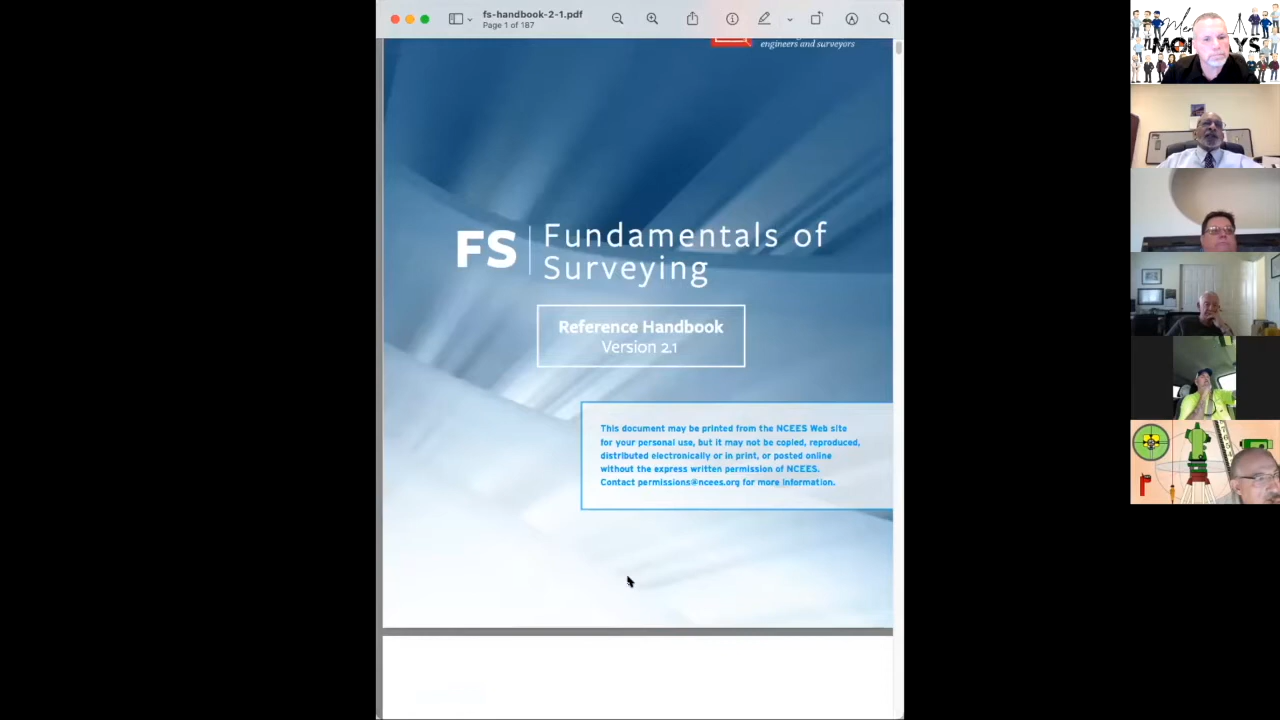 fs-handbook-2-1.pdf
Page 1 of 187
engineers and surveyors
FS
Fundamentals of
Surveying
Reference Handbook
Version 2.1
This document may be printed from the NCEES Web site
for your personal use, but it may not be copied, reproduced,
distributed electronically or in print, or posted online
without the express written permission of NCEES.
Contact permissions@ncees.org for more information.